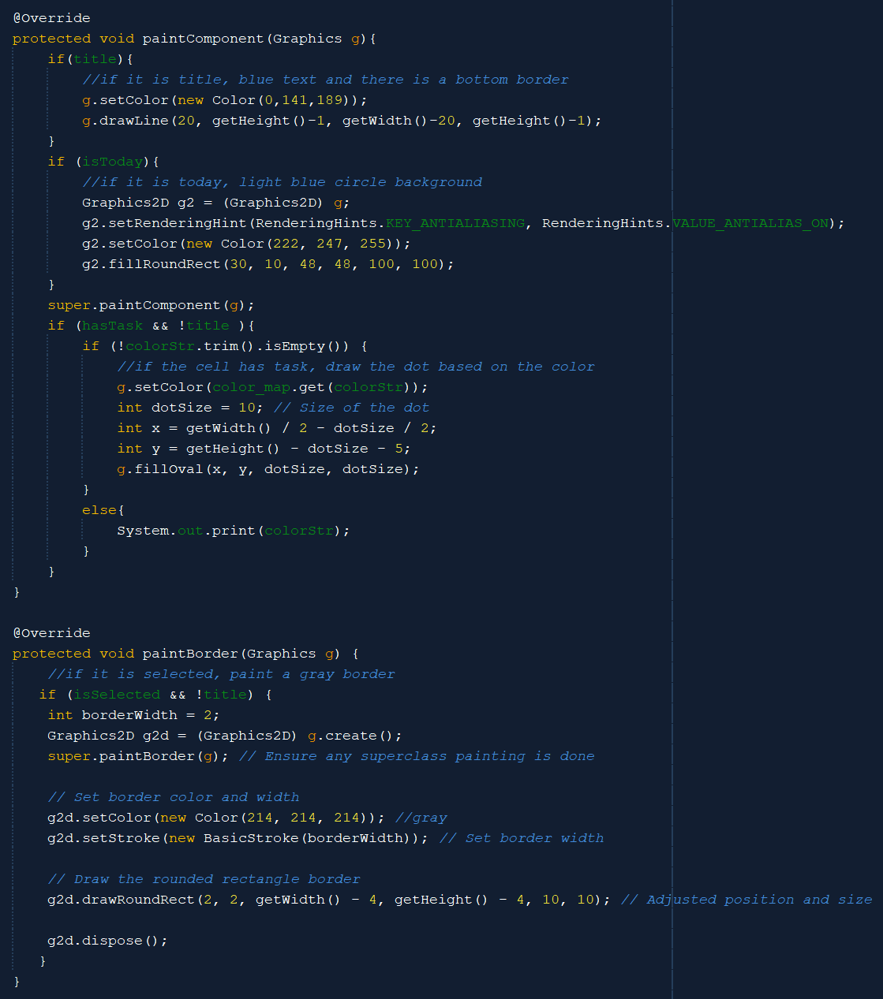 @Override
protected void paintComponent(Graphics g){
    if(title){
        //if it is title, blue text and there is a bottom border
        g.setColor(new Color(0,141,189));
        g.drawLine(20, getHeight()-1, getWidth()-20, getHeight()-1);
    }
    if (isToday){
        //if it is today, light blue circle background
        Graphics2D g2 = (Graphics2D) g;
        g2.setRenderingHint(RenderingHints.KEY_ANTIALIASING, RenderingHints.VALUE_ANTIALIAS_ON);
        g2.setColor(new Color(222, 247, 255));
        g2.fillRoundRect(30, 10, 48, 48, 100, 100);
    }
    super.paintComponent(g);
    if (hasTask && !title ){
        if (!colorStr.trim().isEmpty()) {
            //if the cell has task, draw the dot based on the color
            g.setColor(color_map.get(colorStr));
            int dotSize = 10; // Size of the dot
            int x = getWidth() / 2 - dotSize / 2;
            int y = getHeight() - dotSize - 5;
            g.fillOval(x, y, dotSize, dotSize);
        }
        else{
            System.out.print(colorStr);
        }
    }
}

@Override
protected void paintBorder(Graphics g) {
    //if it is selected, paint a gray border
   if (isSelected && !title) {
    int borderWidth = 2;
    Graphics2D g2d = (Graphics2D) g.create();
    super.paintBorder(g); // Ensure any superclass painting is done

    // Set border color and width
    g2d.setColor(new Color(214, 214, 214)); //gray
    g2d.setStroke(new BasicStroke(borderWidth)); // Set border width

    // Draw the rounded rectangle border
    g2d.drawRoundRect(2, 2, getWidth() - 4, getHeight() - 4, 10, 10); // Adjusted position and size

    g2d.dispose();
   }
}